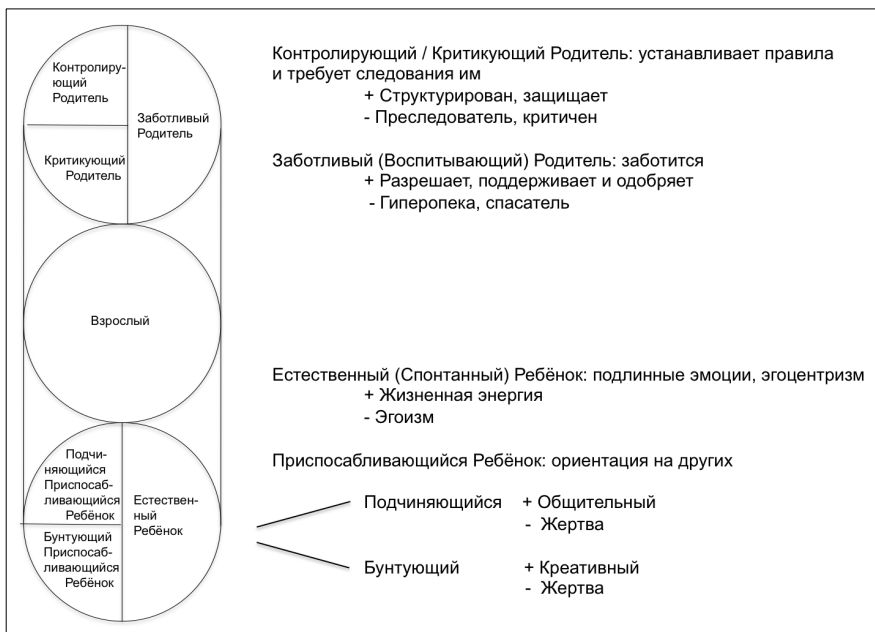 Контролиру-
ющий
Родитель
Заботливый
Родитель
Критикующий
Родитель
Взрослый
Подчи-
няющийся
Приспосаб-
ливающийся
Ребёнок
Естествен-
ный
Ребёнок
Бунтующий
Приспосаб-
ливающийся
Ребёнок
Контролирующий / Критикующий Родитель: устанавливает правила
и требует следования им
+ Структурирован, защищает
- Преследователь, критичен
Заботливый (Воспитывающий) Родитель: заботится
+ Разрешает, поддерживает и одобряет
- Гиперопека, спасатель
Естественный (Спонтанный) Ребёнок: подлинные эмоции, эгоцентризм
+ Жизненная энергия
- Эгоизм
Приспосабливающийся Ребёнок: ориентация на других
Подчиняющийся + Общительный
- Жертва
Бунтующий + Креативный
- Жертва